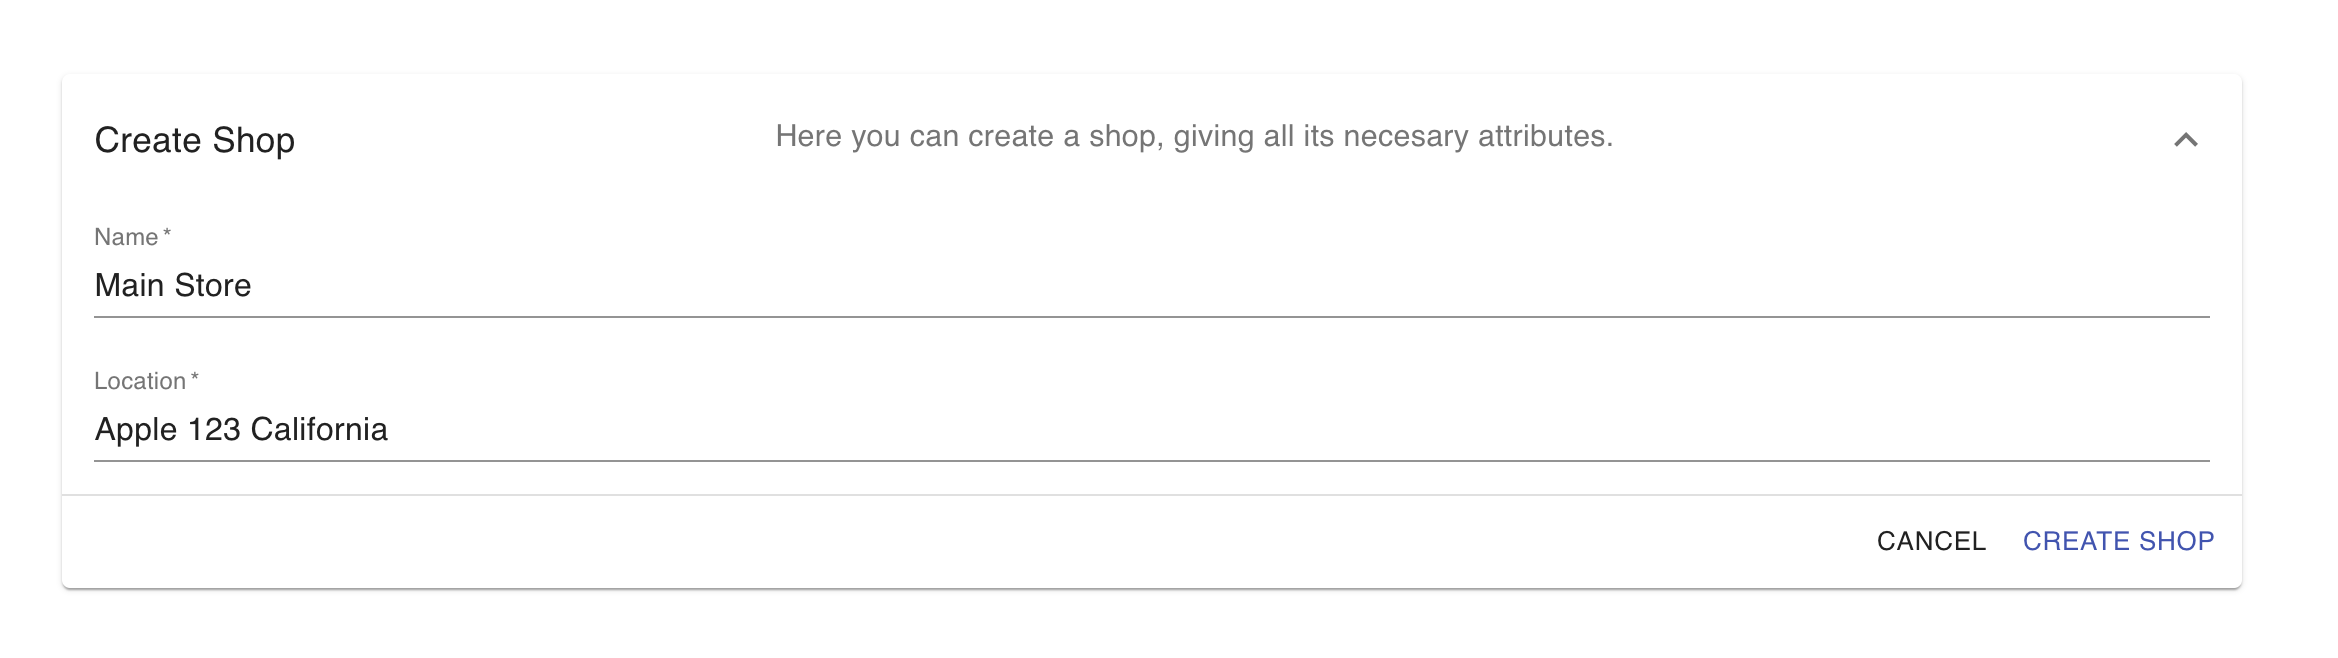 Create Shop
Here you can create a shop, giving all its necesary attributes.
Name *
Main Store
Location *
Apple 123 California
CANCEL
CREATE SHOP